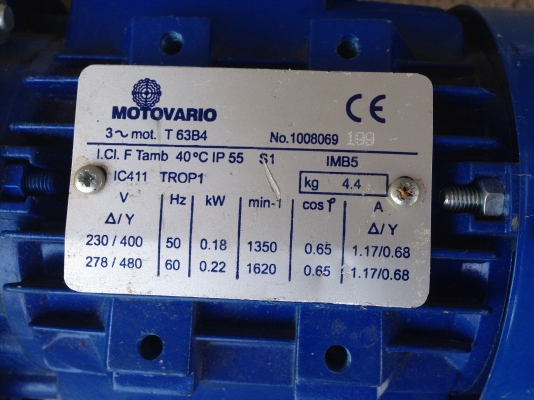 MOTOVARIO
CE
3~ mot. T 63B4 No.1008069 199
I.Cl. F Tamb 40°C IP 55 S1 IMB5
IC411 TROP1 kg 4.4
V Hz kW min-1 cosφ A
Δ/Y Δ/Y
230/400 50 0.18 1350 0.65 1.17/0.68
278/480 60 0.22 1620 0.65 1.17/0.68